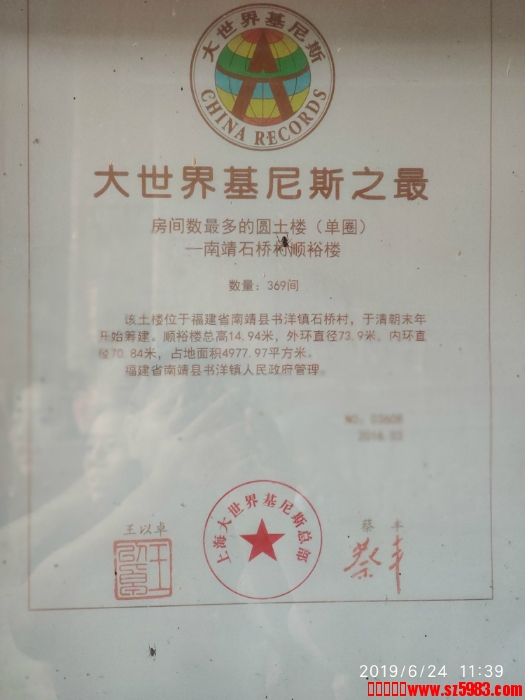 大世界基尼斯
CHINA RECORDS
大世界基尼斯之最
房间数最多的圆土楼（单圈）
—南靖石桥村顺裕楼
数量：369间
该土楼位于福建省南靖县书洋镇石桥村，于清朝末年
开始筹建。顺裕楼总高14.94米，外环直径73.9米，内环直
径70.84米，占地面积4977.97平方米。
福建省南靖县书洋镇人民政府管理。
NO: 03608
王以卓
蔡 丰
上海大世界基尼斯总部
蔡丰
2019/6/24 11:39
www.sz5983.com